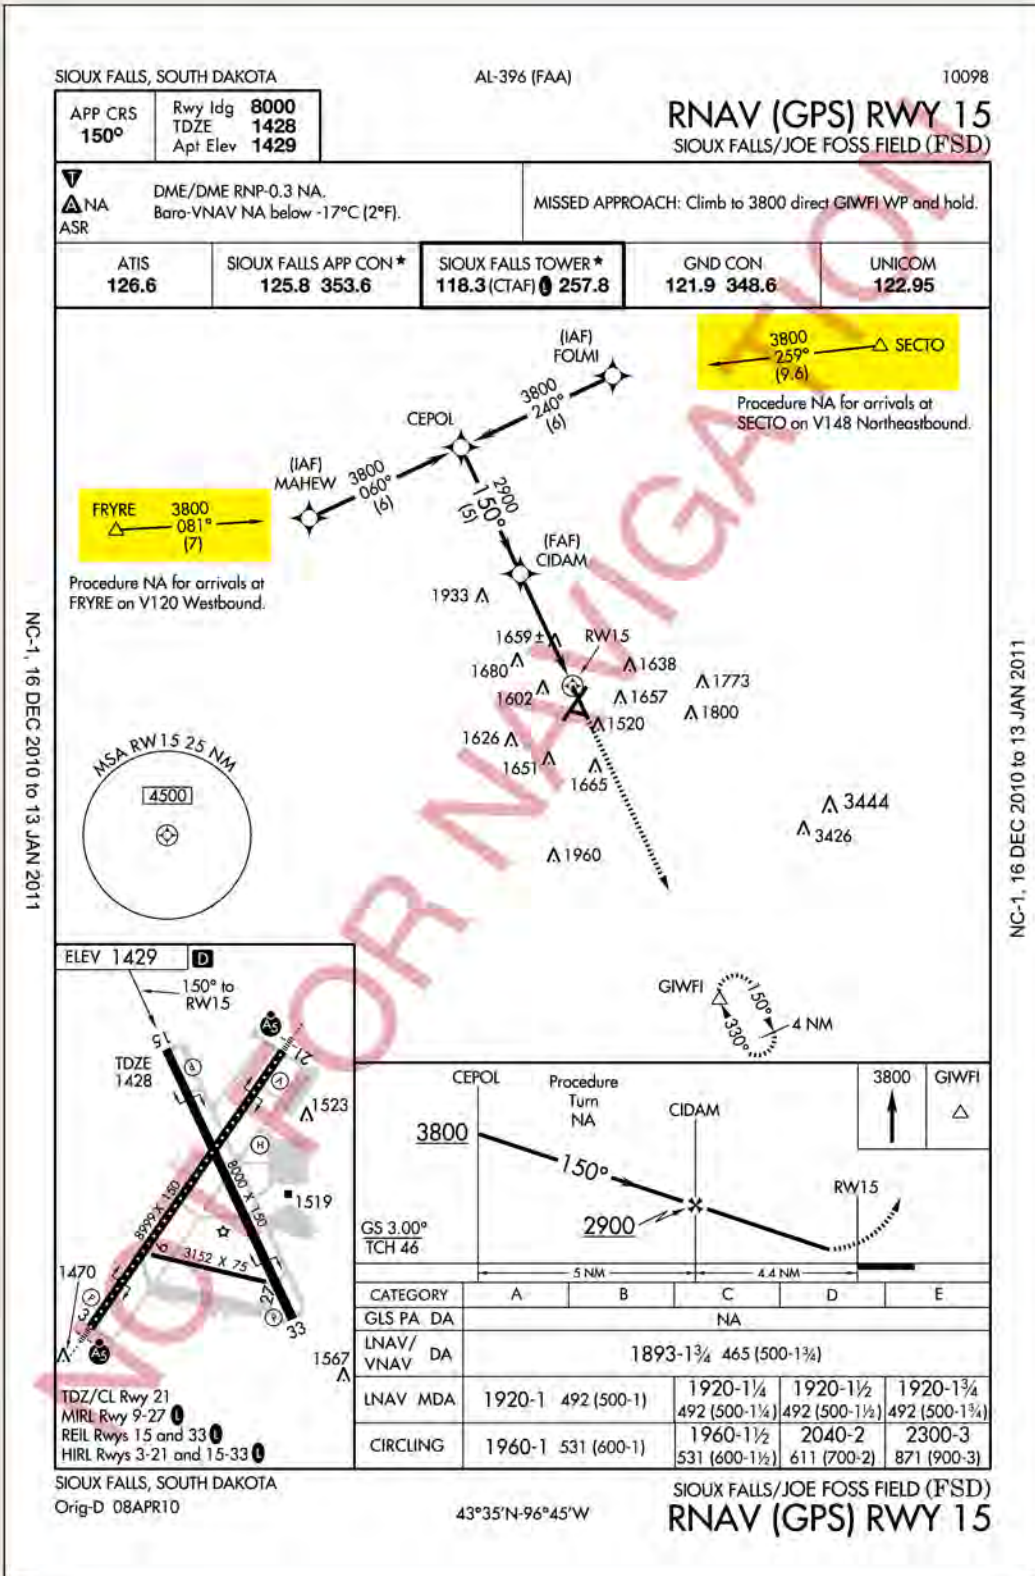 SIOUX FALLS, SOUTH DAKOTA
AL-396 (FAA)
10098
APP CRS
150°
Rwy ldg 8000
TDZE 1428
Apt Elev 1429
RNAV (GPS) RWY 15
SIOUX FALLS/JOE FOSS FIELD (FSD)
T
A NA
ASR
DME/DME RNP-0.3 NA.
Baro-VNAV NA below -17°C (2°F).
MISSED APPROACH: Climb to 3800 direct GIWFI WP and hold.
ATIS
126.6
SIOUX FALLS APP CON★
125.8 353.6
SIOUX FALLS TOWER★
118.3 (CTAF) L 257.8
GND CON
121.9 348.6
UNICOM
122.95
3800
259°
(9.6)
SECTO
Procedure NA for arrivals at
SECTO on V148 Northeastbound.
(IAF)
FOLMI
3800
240°
(6)
CEPOL
(IAF)
MAHEW
3800
060°
(6)
2900
150°
(5)
FRYRE
3800
081°
(7)
Procedure NA for arrivals at
FRYRE on V120 Westbound.
(FAF)
CIDAM
1933
1659±
RW15
1680
1638
1773
1602
1657
1800
1520
1626
1651
1665
3444
3426
1960
MSA RW15 25 NM
4500
GIWFI
150°
330°
4 NM
NC-1, 16 DEC 2010 to 13 JAN 2011
NC-1, 16 DEC 2010 to 13 JAN 2011
NOT FOR NAVIGATION
ELEV 1429
D
150° to
RW15
15
A5
21
TDZE
1428
P
V
1523
H
8999 X 150
8000 X 150
1519
9
3152 X 75
27
1470
3
33
A5
1567
TDZ/CL Rwy 21
MIRL Rwy 9-27 L
REIL Rwys 15 and 33 L
HIRL Rwys 3-21 and 15-33 L
CEPOL
Procedure
Turn
NA
CIDAM
3800
GIWFI
3800
150°
2900
RW15
GS 3.00°
TCH 46
5 NM
4.4 NM
CATEGORY A B C D E
GLS PA DA NA
LNAV/
VNAV DA 1893-1¾ 465 (500-1¾)
LNAV MDA 1920-1 492 (500-1)
1920-1¼
492 (500-1¼)
1920-1½
492 (500-1½)
1920-1¾
492 (500-1¾)
CIRCLING 1960-1 531 (600-1)
1960-1½
531 (600-1½)
2040-2
611 (700-2)
2300-3
871 (900-3)
SIOUX FALLS, SOUTH DAKOTA
Orig-D 08APR10
43°35'N-96°45'W
SIOUX FALLS/JOE FOSS FIELD (FSD)
RNAV (GPS) RWY 15